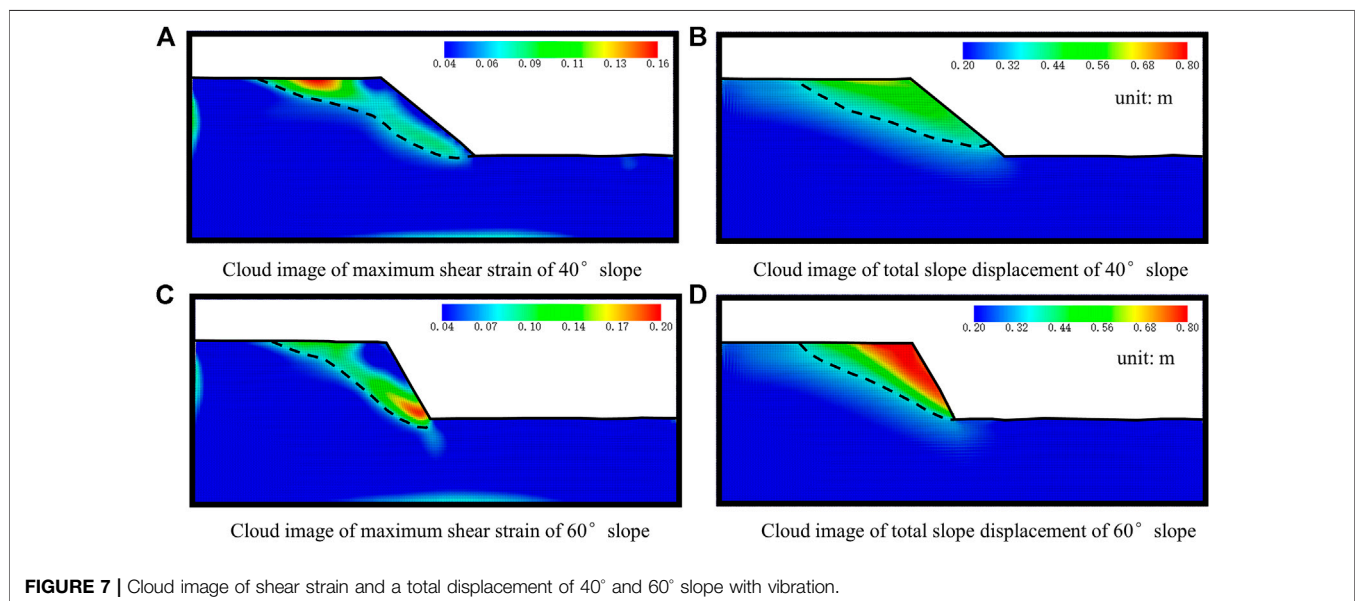 A
0.04 0.06 0.09 0.11 0.13 0.16
B
0.20 0.32 0.44 0.56 0.68 0.80
unit: m
Cloud image of maximum shear strain of 40° slope
Cloud image of total slope displacement of 40° slope
C
0.04 0.07 0.10 0.14 0.17 0.20
D
0.20 0.32 0.44 0.56 0.68 0.80
unit: m
Cloud image of maximum shear strain of 60° slope
Cloud image of total slope displacement of 60° slope
FIGURE 7 | Cloud image of shear strain and a total displacement of 40° and 60° slope with vibration.